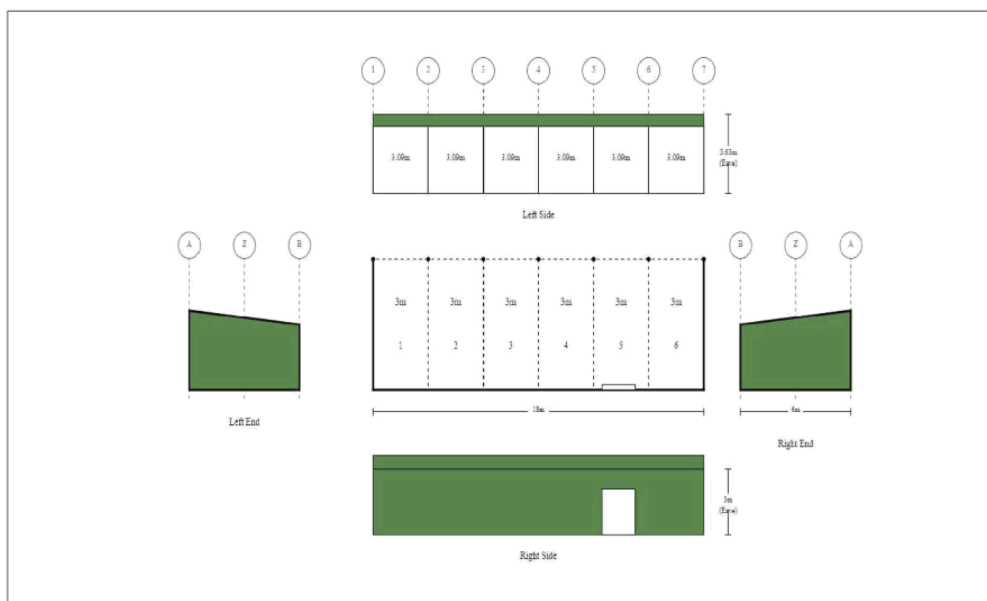 1 2 3 4 5 6 7
3.09m 3.09m 3.09m 3.09m 3.09m 3.09m
3.63m
(Eave)
Left Side
A Z B
B Z A
3m 3m 3m 3m 3m 3m
1 2 3 4 5 6
18m
6m
Left End
Right End
3m
(Eave)
Right Side